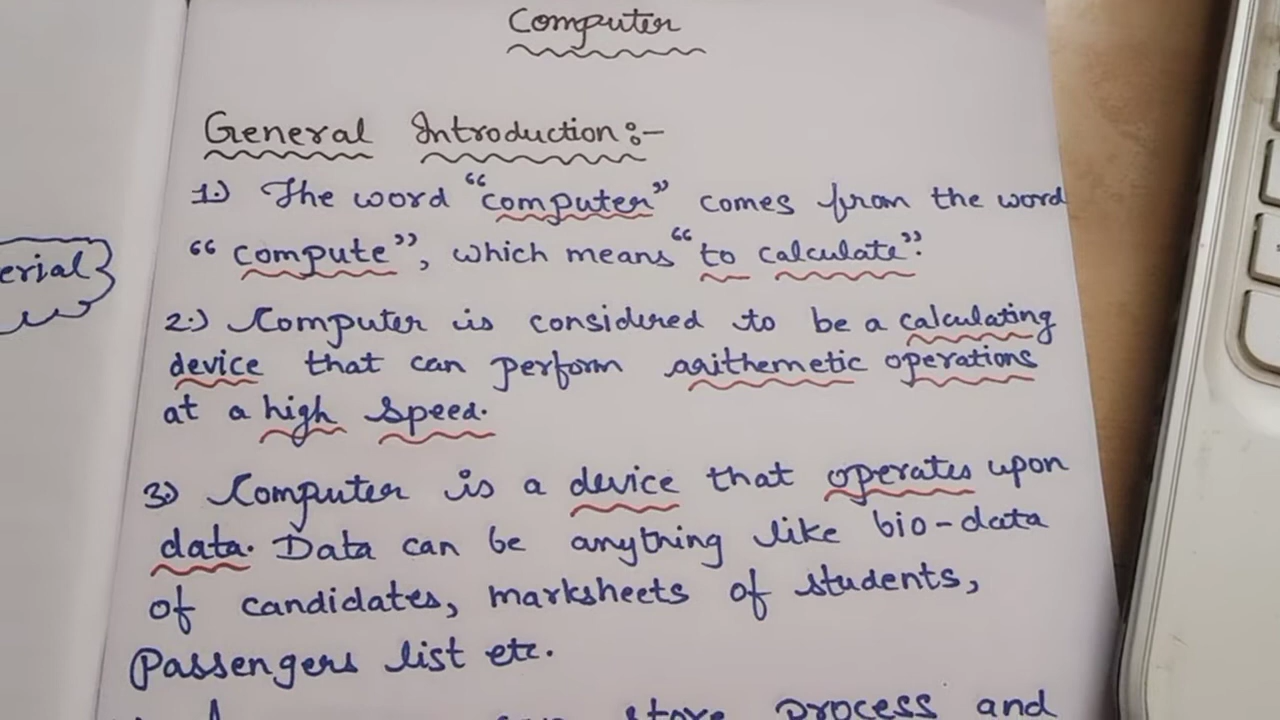 Computer
General Introduction :-
1.) The word "computer" comes from the word
"compute", which means "to calculate".
erial
2.) Computer is considered to be a calculating
device that can perform arithemetic operations
at a high speed.
3.) Computer is a device that operates upon
data. Data can be anything like bio-data
of candidates, marksheets of students,
Passengers list etc.
store process and